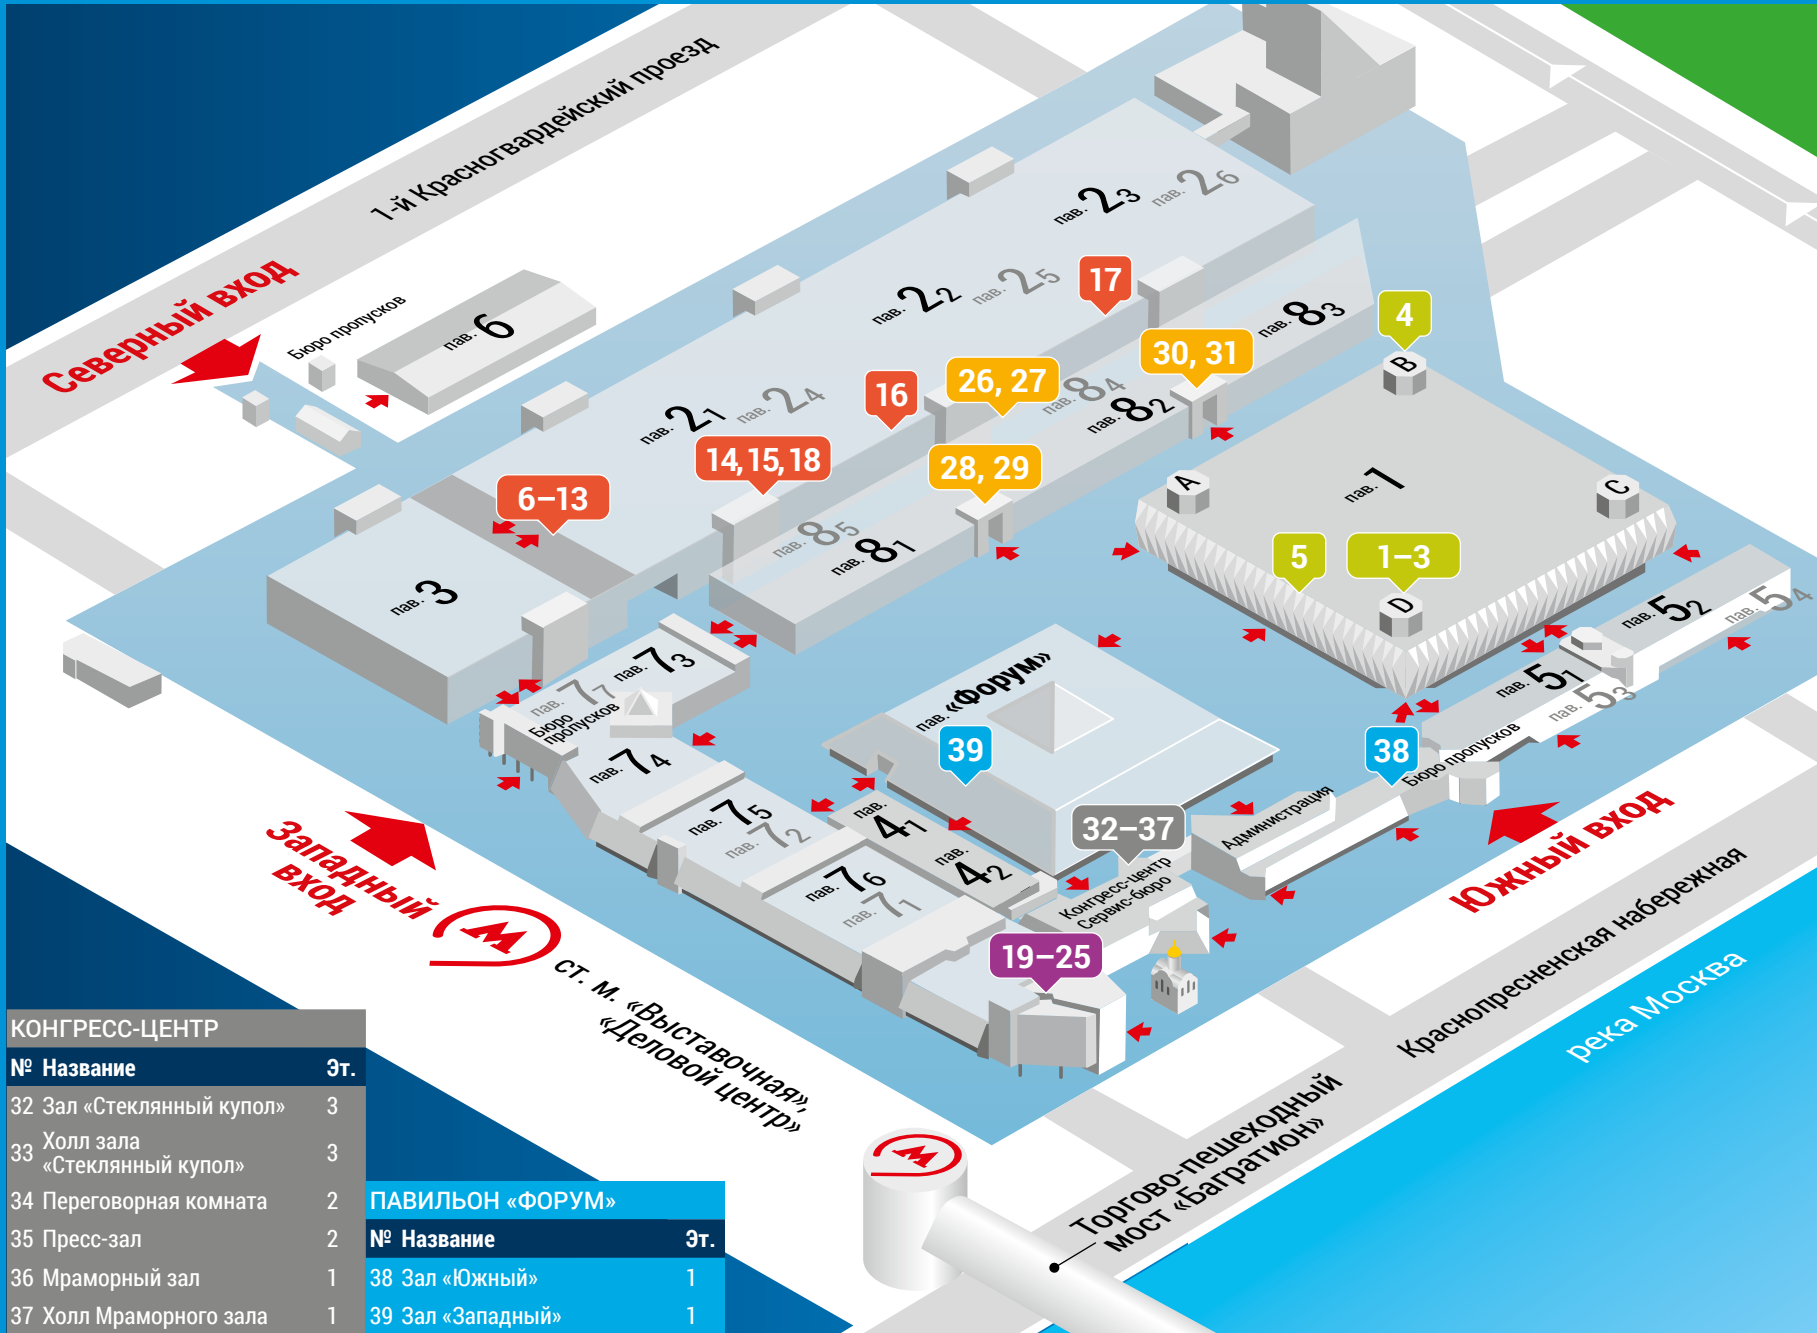 1-й Красногвардейский проезд
Северный вход
Бюро пропусков
пав. 6
пав. 2₃
пав. 2₆
пав. 2₂
пав. 2₅
17
пав. 8₃
4
B
30, 31
26, 27
16
пав. 8₄
пав. 8₂
пав. 2₁
пав. 2₄
14, 15, 18
28, 29
6–13
A
пав. 1
C
пав. 8₅
пав. 8₁
5
1–3
D
пав. 3
пав. 5₂
пав. 5₄
пав. 7₃
пав. 7₇
Бюро
пропусков
пав. «Форум»
39
пав. 5₁
пав. 5₃
38
Бюро пропусков
пав. 7₄
пав. 7₅
пав. 7₂
пав.
4₁
пав.
4₂
32–37
Администрация
Южный вход
Западный
вход
М
пав. 7₆
пав. 7₁
Конгресс-центр
Сервис-бюро
19–25
ст. м. «Выставочная»,
«Деловой центр»
Краснопресненская набережная
река Москва
М
Торгово-пешеходный
мост «Багратион»
КОНГРЕСС-ЦЕНТР
№ Название Эт.
32 Зал «Стеклянный купол» 3
33 Холл зала
«Стеклянный купол» 3
34 Переговорная комната 2
35 Пресс-зал 2
36 Мраморный зал 1
37 Холл Мраморного зала 1
ПАВИЛЬОН «ФОРУМ»
№ Название Эт.
38 Зал «Южный» 1
39 Зал «Западный» 1